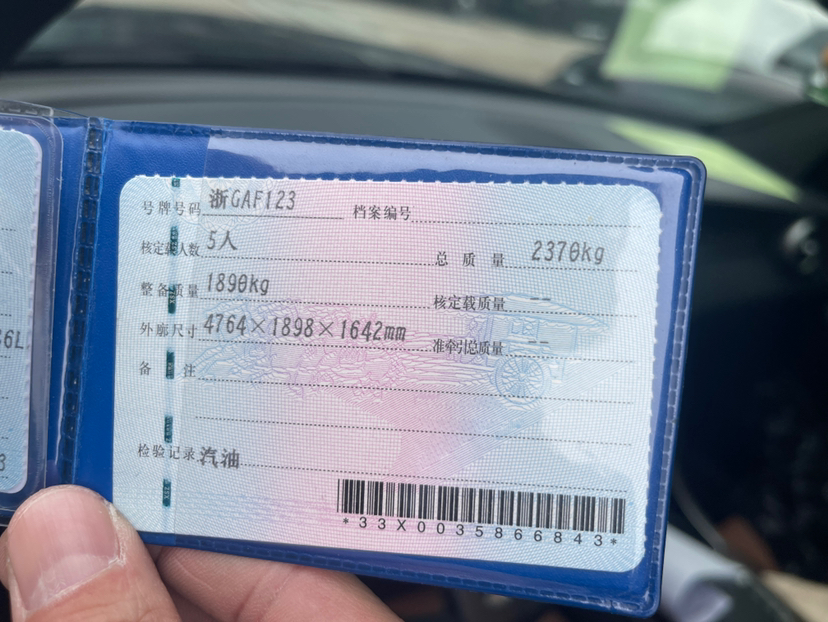 号牌号码 浙GAF123 档案编号
核定载人数 5人 总质量 2370kg
整备质量 1890kg 核定载质量 --
外廓尺寸 4764×1898×1642mm 准牵引总质量 --
备注
检验记录 汽油
*33X0035866843*
6L
3